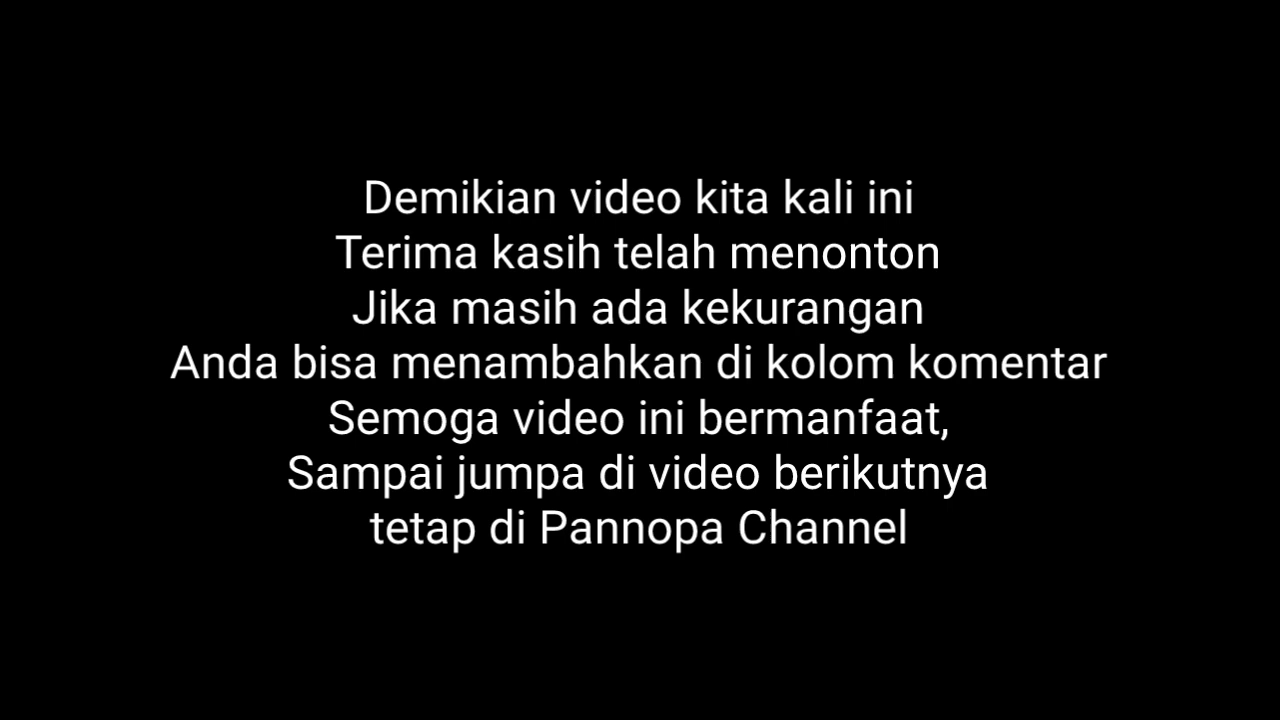 Demikian video kita kali ini
Terima kasih telah menonton
Jika masih ada kekurangan
Anda bisa menambahkan di kolom komentar
Semoga video ini bermanfaat,
Sampai jumpa di video berikutnya
tetap di Pannopa Channel